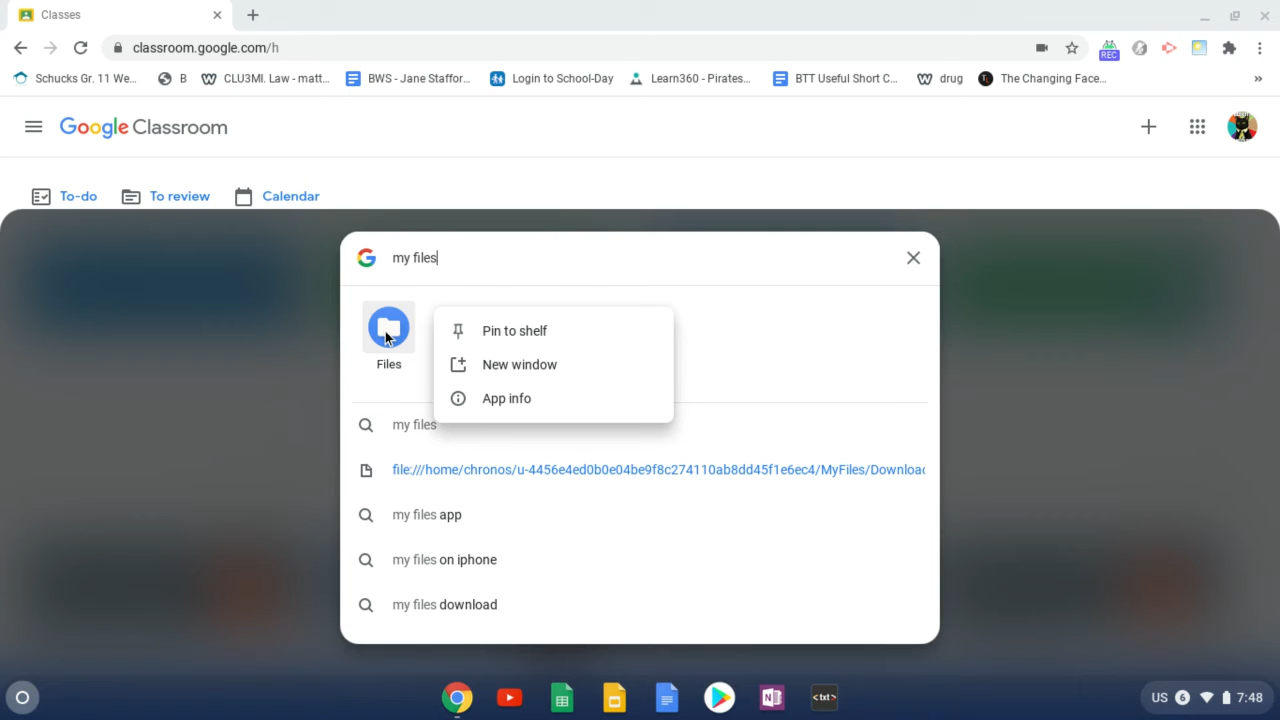 Classes
classroom.google.com/h
Schucks Gr. 11 We... B CLU3MI. Law - matt... BWS - Jane Staffor... Login to School-Day Learn360 - Pirates... BTT Useful Short C... drug The Changing Face... »
REC
Google Classroom
To-do To review Calendar
my files
Files
Pin to shelf
New window
App info
my files
file:///home/chronos/u-4456e4ed0b0e04be9f8c274110ab8dd45f1e6ec4/MyFiles/Downloac
my files app
my files on iphone
my files download
<txt>
US 6 7:48